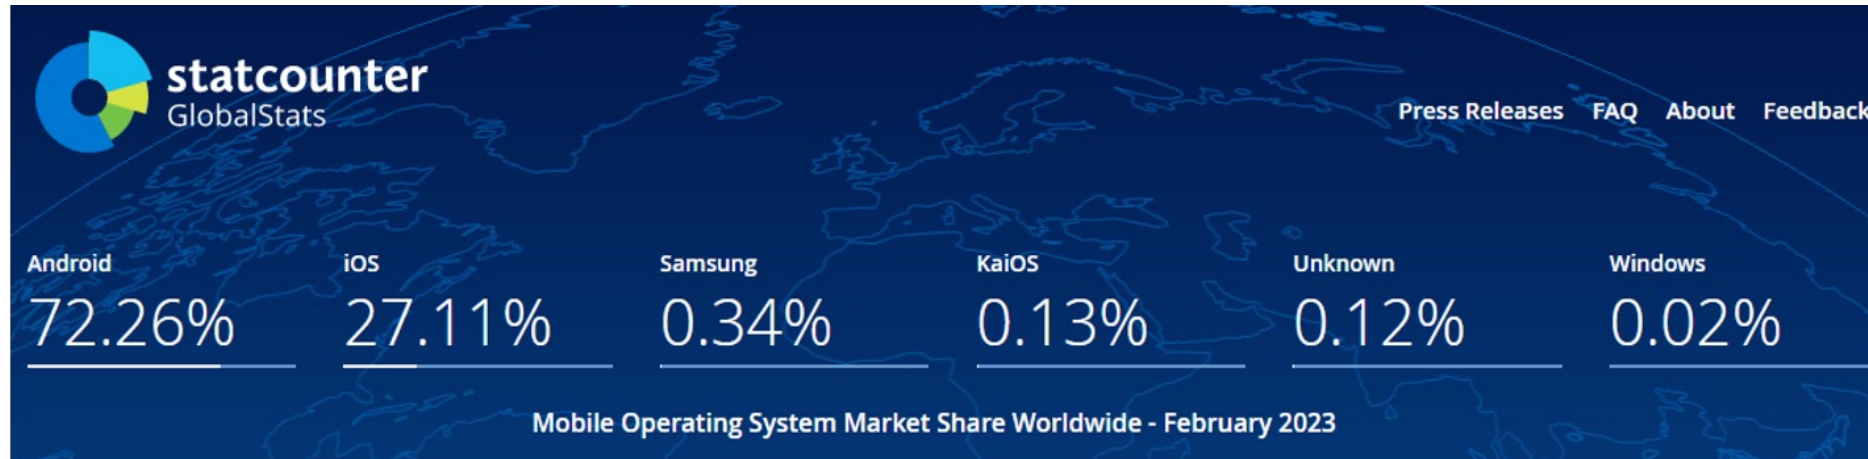 statcounter
GlobalStats
Press Releases FAQ About Feedback
Android iOS Samsung KaiOS Unknown Windows
72.26% 27.11% 0.34% 0.13% 0.12% 0.02%
Mobile Operating System Market Share Worldwide - February 2023